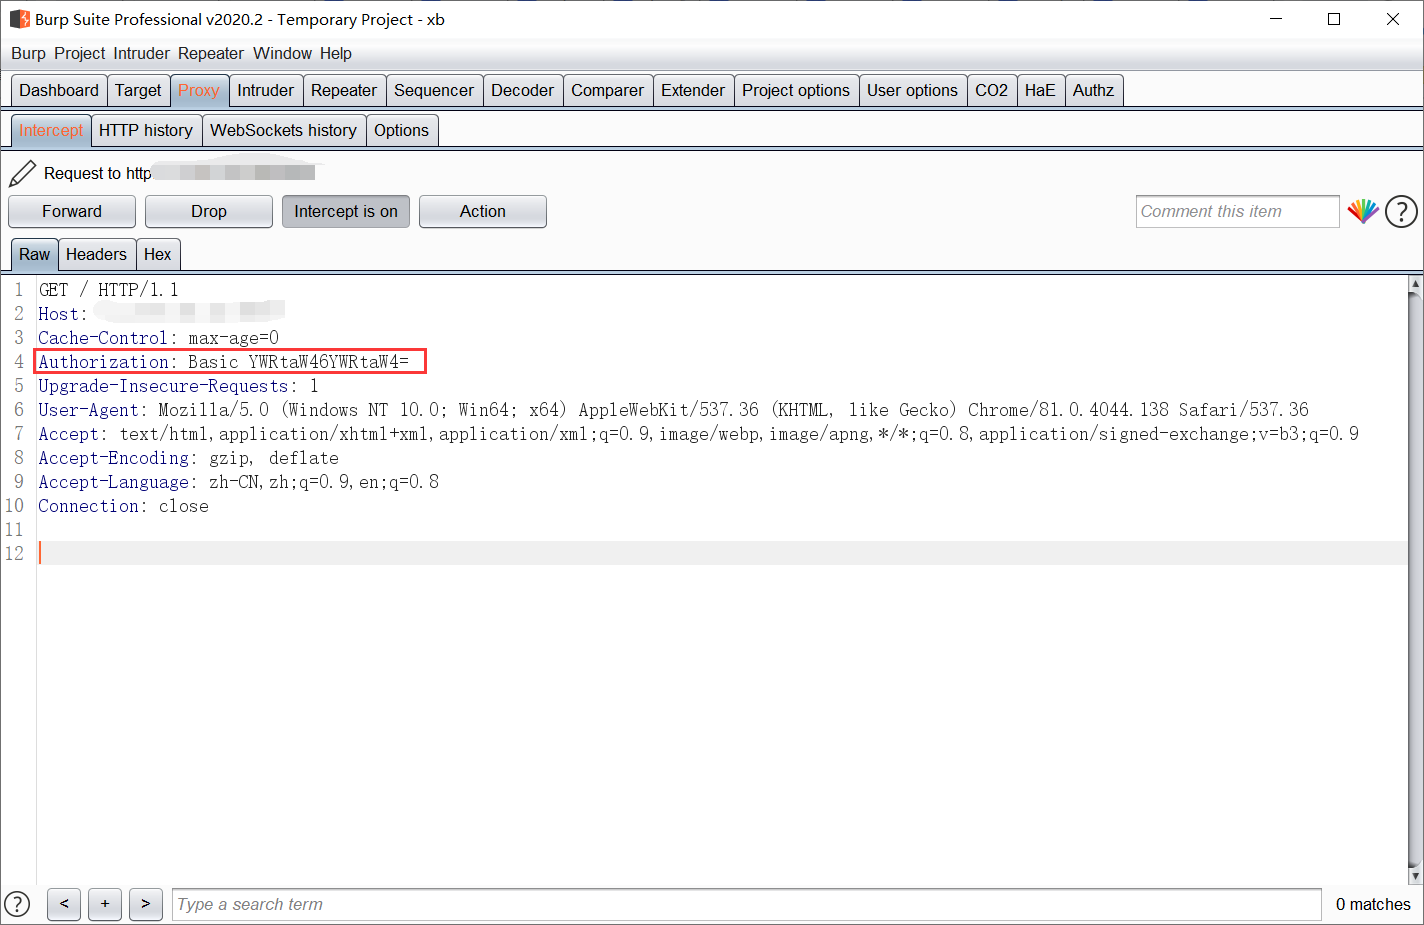 Burp Suite Professional v2020.2 - Temporary Project - xb
Burp Project Intruder Repeater Window Help
Dashboard Target Proxy Intruder Repeater Sequencer Decoder Comparer Extender Project options User options CO2 HaE Authz
Intercept HTTP history WebSockets history Options
Request to http
Forward Drop Intercept is on Action Comment this item ?
Raw Headers Hex
1 GET / HTTP/1.1
2 Host:
3 Cache-Control: max-age=0
4 Authorization: Basic YWRtaW46YWRtaW4=
5 Upgrade-Insecure-Requests: 1
6 User-Agent: Mozilla/5.0 (Windows NT 10.0; Win64; x64) AppleWebKit/537.36 (KHTML, like Gecko) Chrome/81.0.4044.138 Safari/537.36
7 Accept: text/html,application/xhtml+xml,application/xml;q=0.9,image/webp,image/apng,*/*;q=0.8,application/signed-exchange;v=b3;q=0.9
8 Accept-Encoding: gzip, deflate
9 Accept-Language: zh-CN,zh;q=0.9,en;q=0.8
10 Connection: close
11
12
? < + > Type a search term 0 matches